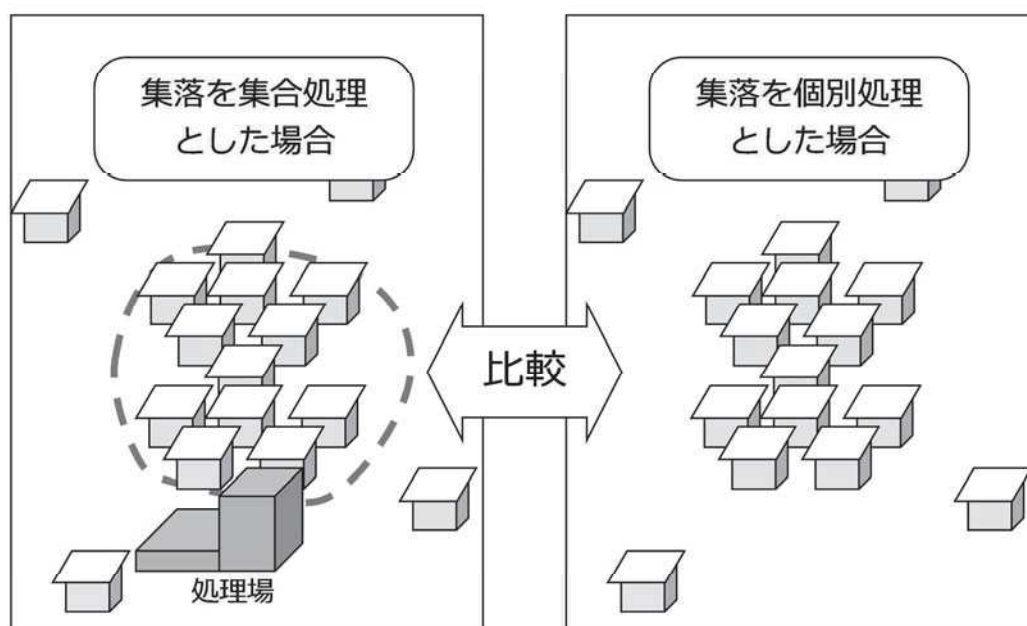 集落を集合処理
とした場合
集落を個別処理
とした場合
比較
処理場